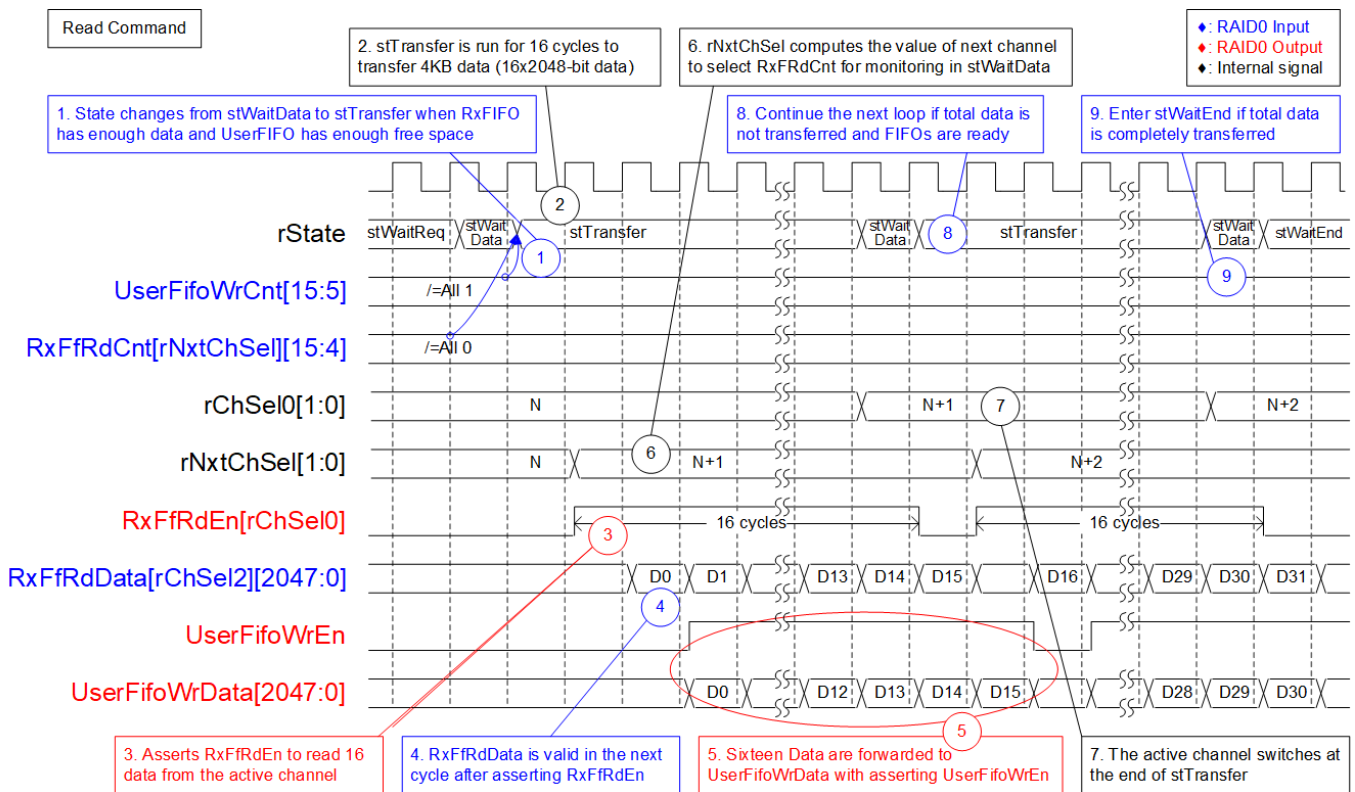 Read Command
2. stTransfer is run for 16 cycles to
transfer 4KB data (16x2048-bit data)
6. rNxtChSel computes the value of next channel
to select RxFRdCnt for monitoring in stWaitData
♦: RAID0 Input
♦: RAID0 Output
♦: Internal signal
1. State changes from stWaitData to stTransfer when RxFIFO
has enough data and UserFIFO has enough free space
8. Continue the next loop if total data is
not transferred and FIFOs are ready
9. Enter stWaitEnd if total data
is completely transferred
2
rState
stWaitReq
stWait
Data
stTransfer
stWait
Data
8
stTransfer
stWait
Data
stWaitEnd
1
9
UserFifoWrCnt[15:5]
/=All 1
RxFfRdCnt[rNxtChSel][15:4]
/=All 0
rChSel0[1:0]
N
N+1
7
N+2
rNxtChSel[1:0]
N
6
N+1
N+2
RxFfRdEn[rChSel0]
3
16 cycles
16 cycles
RxFfRdData[rChSel2][2047:0]
D0
D1
D13
D14
D15
D16
D29
D30
D31
4
UserFifoWrEn
UserFifoWrData[2047:0]
D0
D12
D13
D14
D15
D28
D29
D30
5
3. Asserts RxFfRdEn to read 16
data from the active channel
4. RxFfRdData is valid in the next
cycle after asserting RxFfRdEn
5. Sixteen Data are forwarded to
UserFifoWrData with asserting UserFifoWrEn
7. The active channel switches at
the end of stTransfer